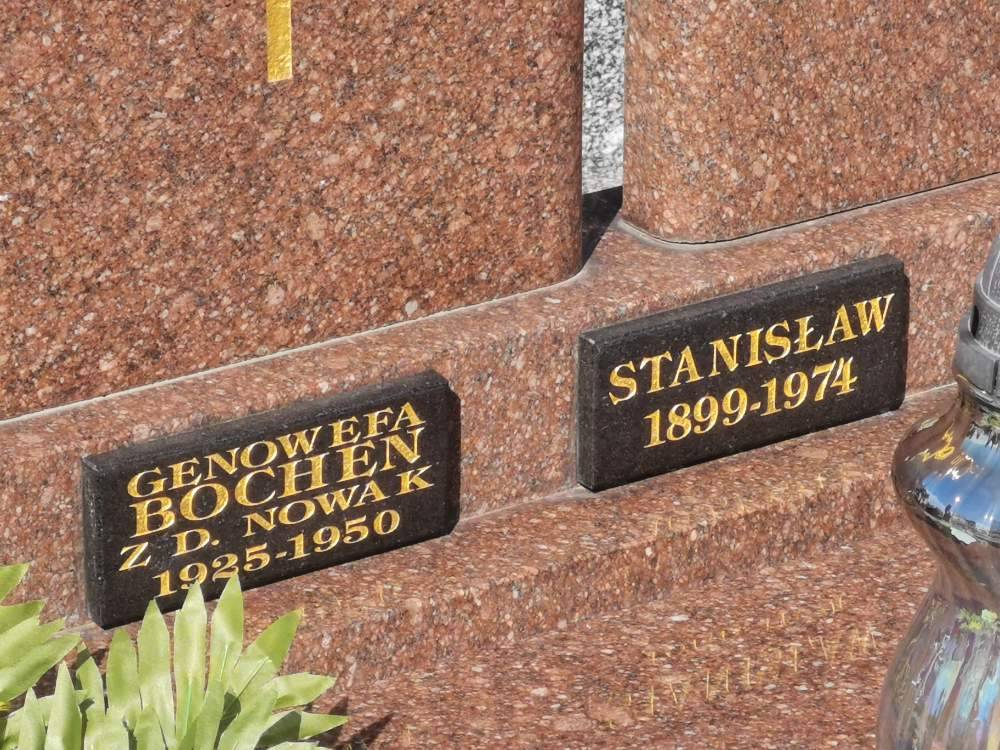 GENOWEFA
BOCHEN
Z D. NOWAK
1925-1950
STANISŁAW
1899-1974